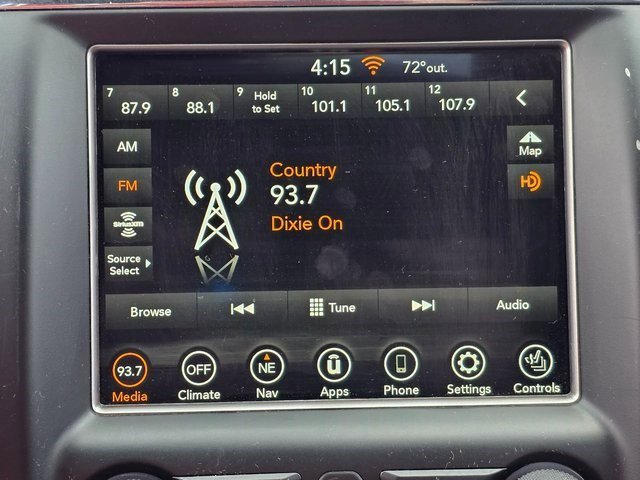 4:15 72°out.
7 87.9 8 88.1 9 Hold to Set 10 101.1 11 105.1 12 107.9
AM
Map
FM
HD
SiriusXM
Source
Select
Country
93.7
Dixie On
Browse Tune Audio
93.7 OFF NE u
Media Climate Nav Apps Phone Settings Controls